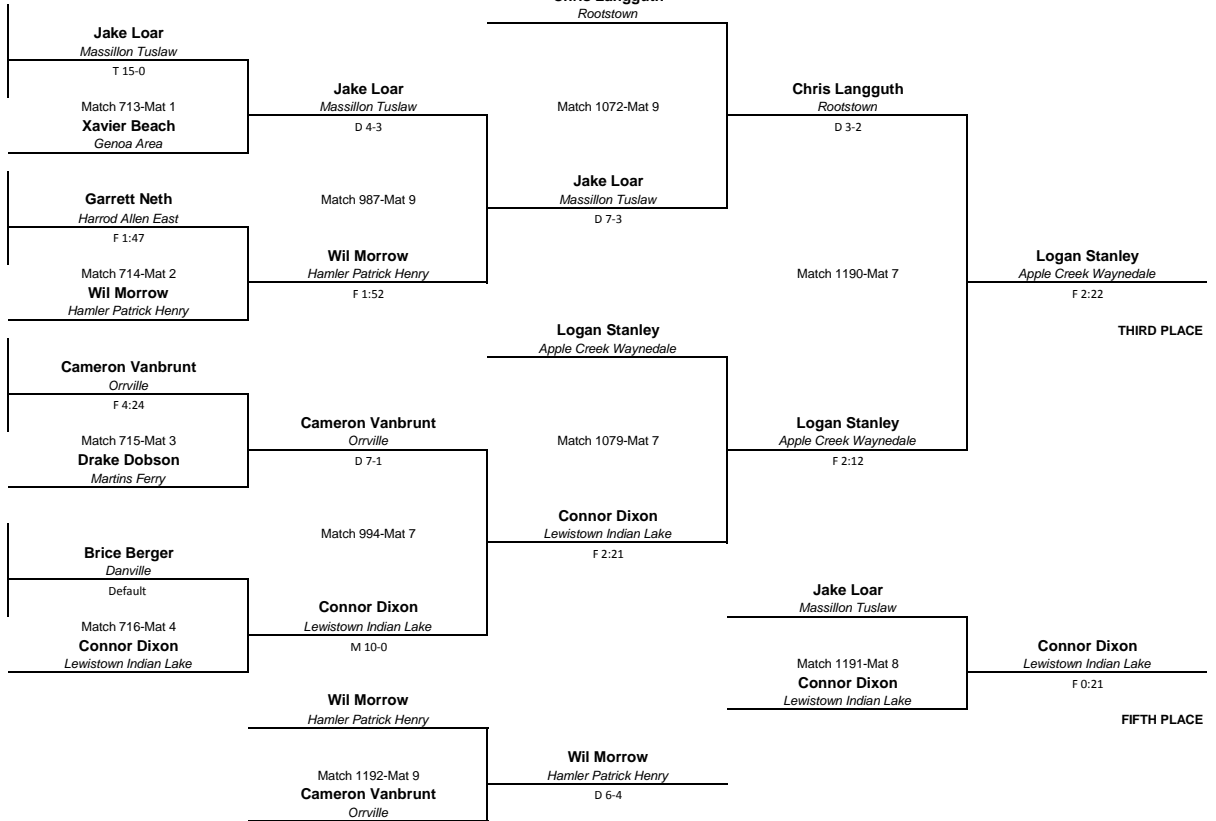 Chris Langguth
Rootstown
Jake Loar
Massillon Tuslaw
T 15-0
Match 713-Mat 1
Xavier Beach
Genoa Area
Garrett Neth
Harrod Allen East
F 1:47
Match 714-Mat 2
Wil Morrow
Hamler Patrick Henry
Cameron Vanbrunt
Orrville
F 4:24
Match 715-Mat 3
Drake Dobson
Martins Ferry
Brice Berger
Danville
Default
Match 716-Mat 4
Connor Dixon
Lewistown Indian Lake
Jake Loar
Massillon Tuslaw
D 4-3
Match 987-Mat 9
Wil Morrow
Hamler Patrick Henry
F 1:52
Cameron Vanbrunt
Orrville
D 7-1
Match 994-Mat 7
Connor Dixon
Lewistown Indian Lake
M 10-0
Wil Morrow
Hamler Patrick Henry
Match 1192-Mat 9
Cameron Vanbrunt
Orrville
Match 1072-Mat 9
Jake Loar
Massillon Tuslaw
D 7-3
Logan Stanley
Apple Creek Waynedale
Match 1079-Mat 7
Connor Dixon
Lewistown Indian Lake
F 2:21
Wil Morrow
Hamler Patrick Henry
D 6-4
Chris Langguth
Rootstown
D 3-2
Match 1190-Mat 7
Logan Stanley
Apple Creek Waynedale
F 2:12
Jake Loar
Massillon Tuslaw
Match 1191-Mat 8
Connor Dixon
Lewistown Indian Lake
Logan Stanley
Apple Creek Waynedale
F 2:22
THIRD PLACE
Connor Dixon
Lewistown Indian Lake
F 0:21
FIFTH PLACE